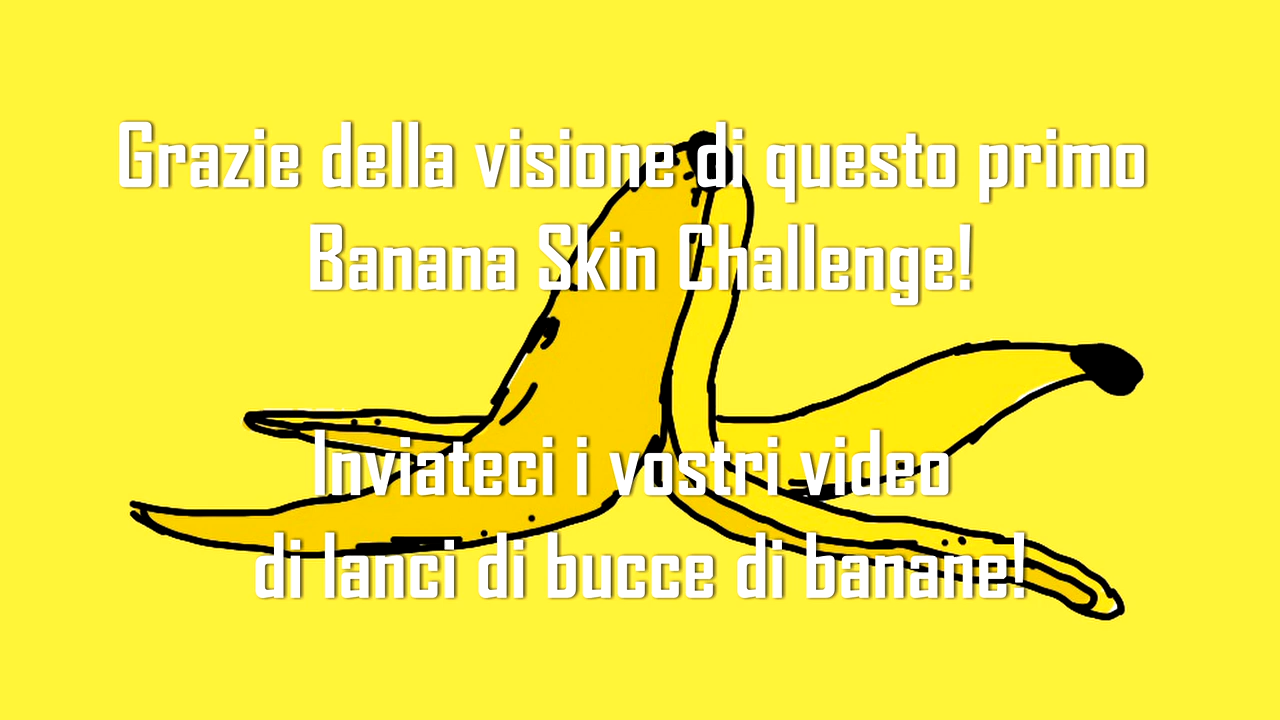 Grazie della visione di questo primo
Banana Skin Challenge!
Inviateci i vostri video
di lanci di bucce di banane!